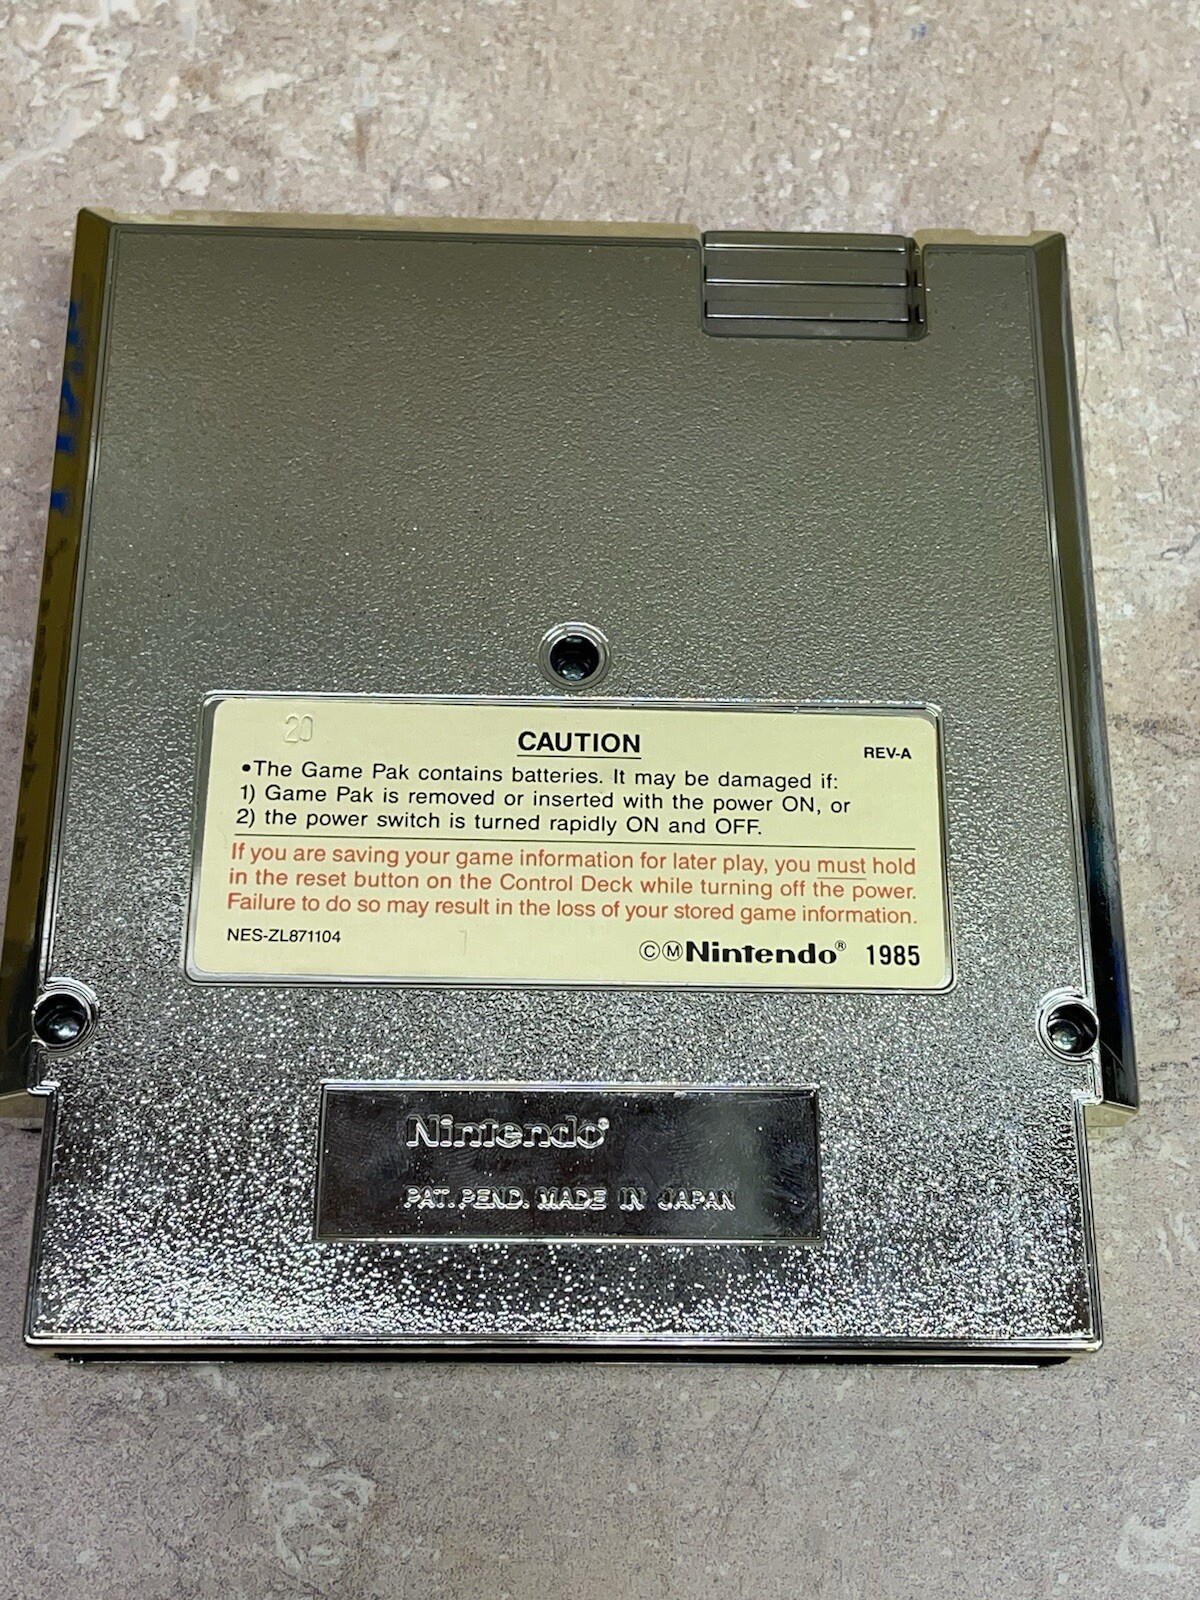 20
CAUTION
REV-A
•The Game Pak contains batteries. It may be damaged if:
1) Game Pak is removed or inserted with the power ON, or
2) the power switch is turned rapidly ON and OFF.
If you are saving your game information for later play, you must hold
in the reset button on the Control Deck while turning off the power.
Failure to do so may result in the loss of your stored game information.
NES-ZL871104
©ⓂNintendo® 1985
Nintendo®
PAT. PEND. MADE IN JAPAN